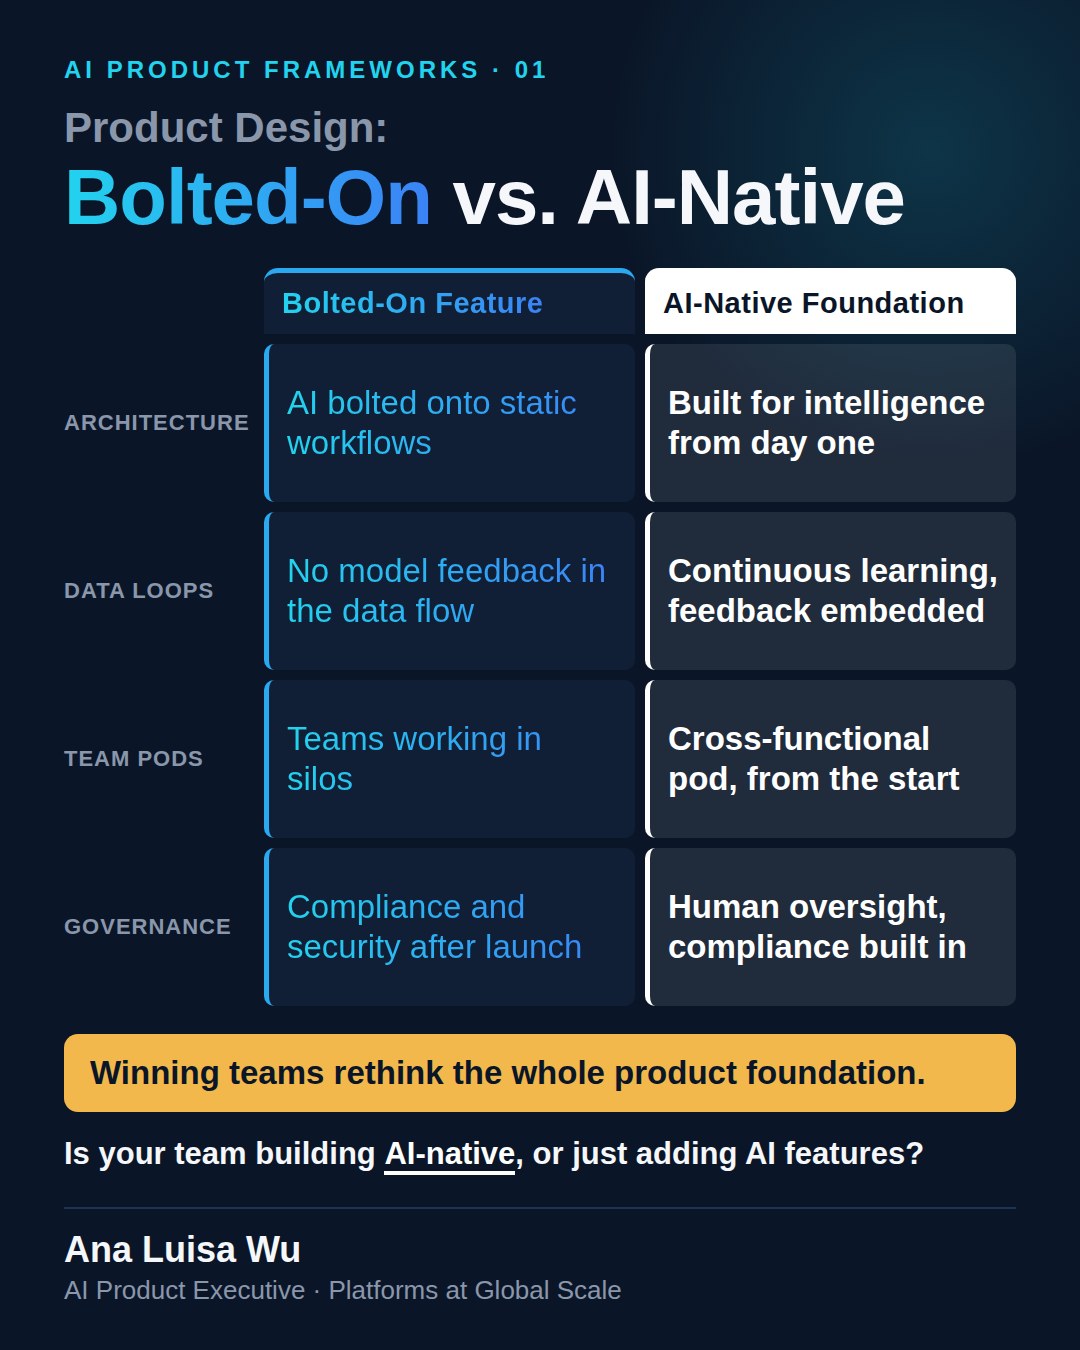 AI PRODUCT FRAMEWORKS · 01
Product Design:
Bolted-On vs. AI-Native
Bolted-On Feature
AI-Native Foundation
ARCHITECTURE
AI bolted onto static
workflows
Built for intelligence
from day one
DATA LOOPS
No model feedback in
the data flow
Continuous learning,
feedback embedded
TEAM PODS
Teams working in
silos
Cross-functional
pod, from the start
GOVERNANCE
Compliance and
security after launch
Human oversight,
compliance built in
Winning teams rethink the whole product foundation.
Is your team building AI-native, or just adding AI features?
Ana Luisa Wu
AI Product Executive · Platforms at Global Scale